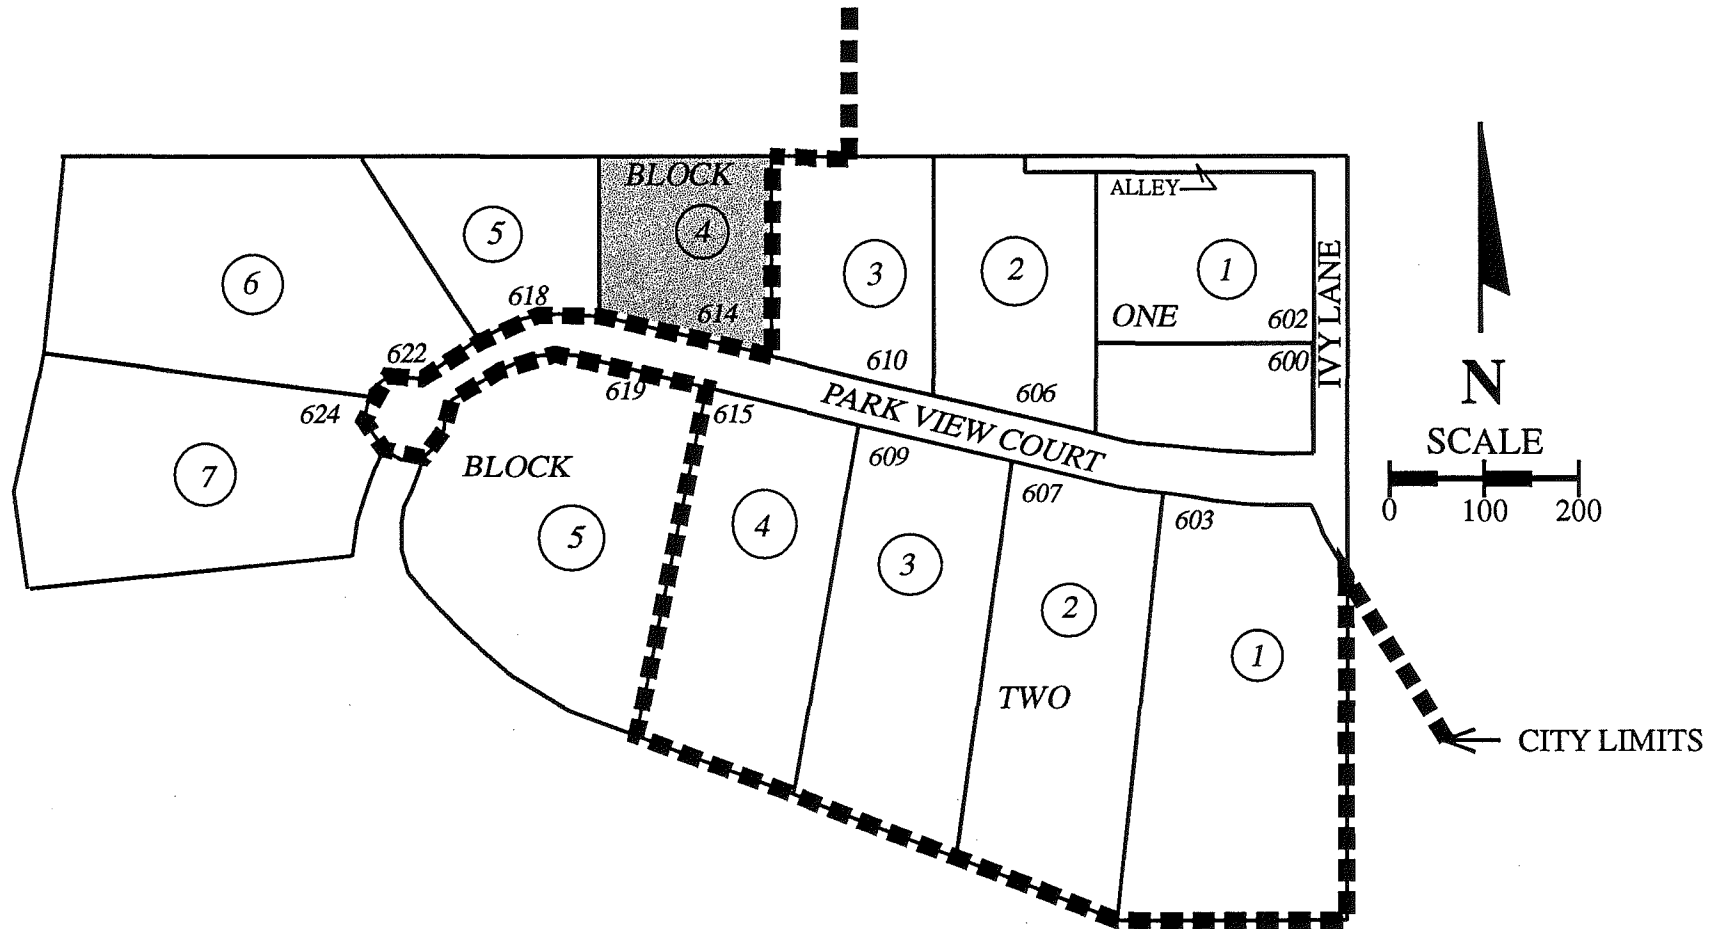 BLOCK
ALLEY
4
5
3
2
1
6
618
614
ONE
602
IVY LANE
622
610
600
606
N
624
619
615
PARK VIEW COURT
SCALE
BLOCK
609
7
607
603
0 100 200
5
4
3
2
1
TWO
CITY LIMITS